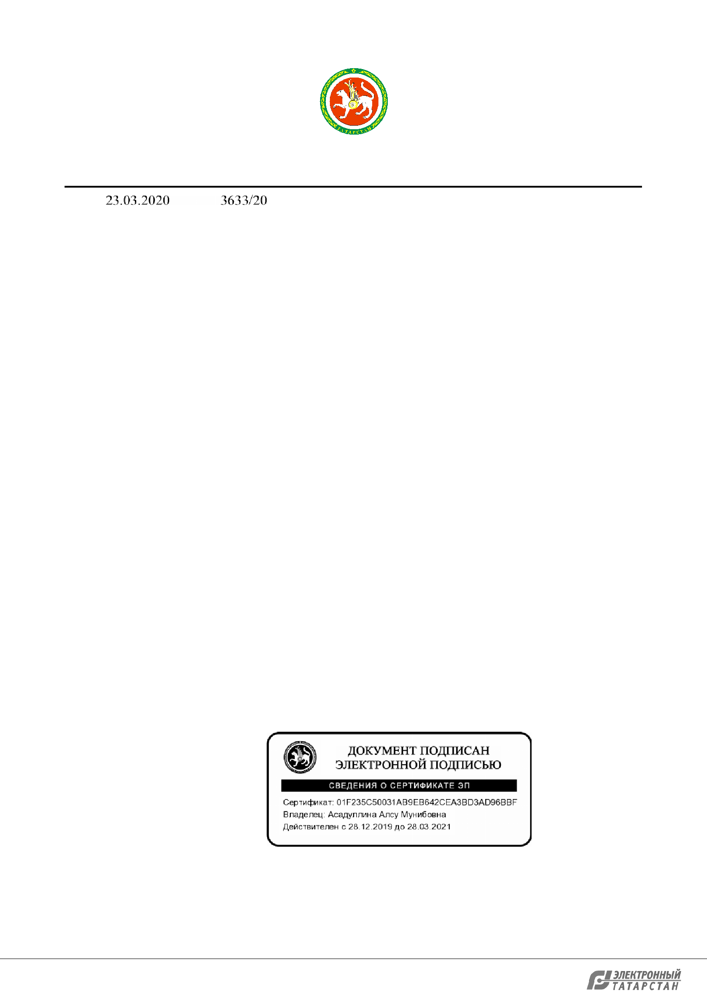 ТАТАРСТАН
23.03.2020 3633/20
ДОКУМЕНТ ПОДПИСАН
ЭЛЕКТРОННОЙ ПОДПИСЬЮ
СВЕДЕНИЯ О СЕРТИФИКАТЕ ЭП
Сертификат: 01F235C50031AB9EB642CEA3BD3AD96BBF
Владелец: Асадуллина Алсу Мунибовна
Действителен с 28.12.2019 до 28.03.2021
ЭЛЕКТРОННЫЙ
ТАТАРСТАН